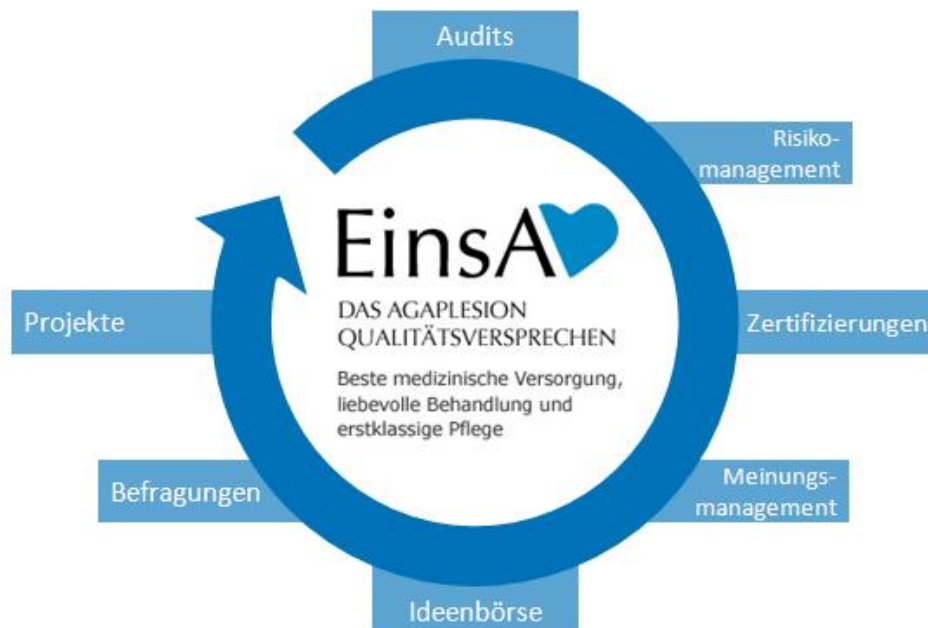 Audits
Risiko-
management
Zertifizierungen
Meinungs-
management
Ideenbörse
Befragungen
Projekte
EinsA
DAS AGAPLESION
QUALITÄTSVERSPRECHEN
Beste medizinische Versorgung,
liebevolle Behandlung und
erstklassige Pflege